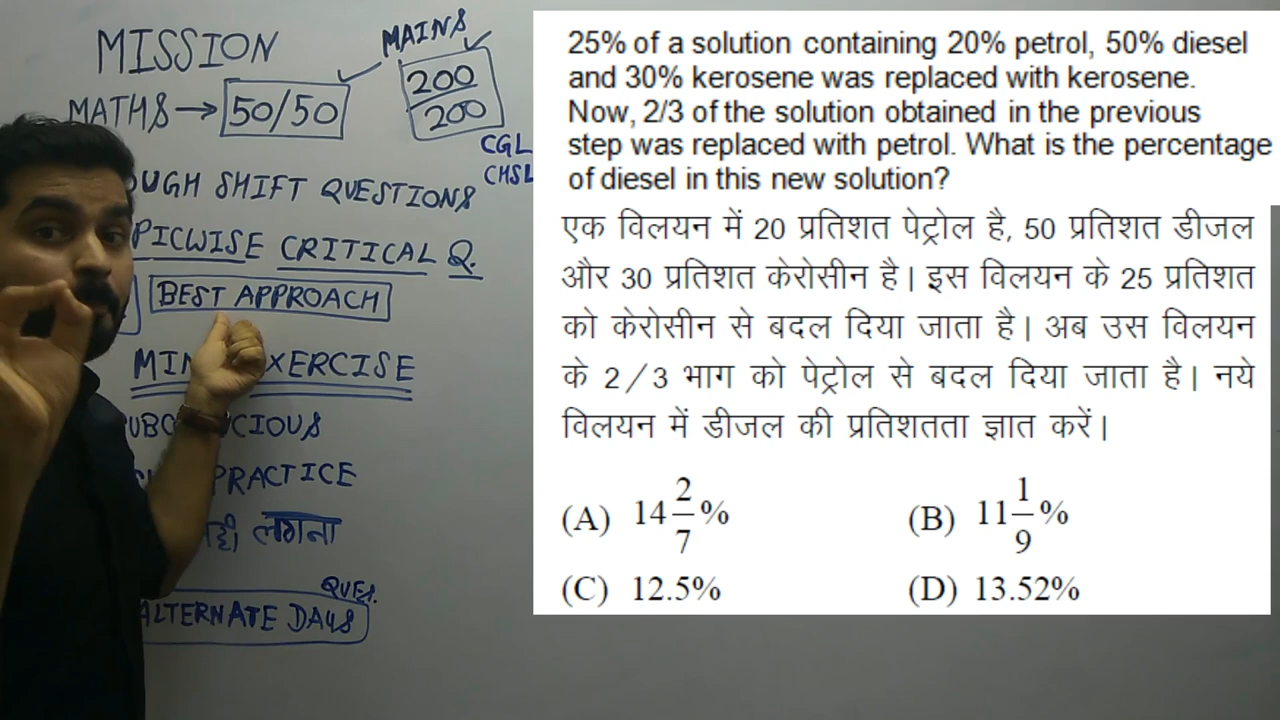 MISSION
MATHS → 50/50
MAINS
200
200
CGL
CHSL
OUGH SHIFT QUESTIONS
PICWISE CRITICAL Q.
BEST APPROACH
MIN XERCISE
UBCO CIOUS
PRACTICE
लगना
QUES.
ALTERNATE DAYS
25% of a solution containing 20% petrol, 50% diesel
and 30% kerosene was replaced with kerosene.
Now, 2/3 of the solution obtained in the previous
step was replaced with petrol. What is the percentage
of diesel in this new solution?
एक विलयन में 20 प्रतिशत पेट्रोल है, 50 प्रतिशत डीजल
और 30 प्रतिशत केरोसीन है। इस विलयन के 25 प्रतिशत
को केरोसीन से बदल दिया जाता है। अब उस विलयन
के 2/3 भाग को पेट्रोल से बदल दिया जाता है। नये
विलयन में डीजल की प्रतिशतता ज्ञात करें।
(A) 14 2/7 % (B) 11 1/9 %
(C) 12.5% (D) 13.52%